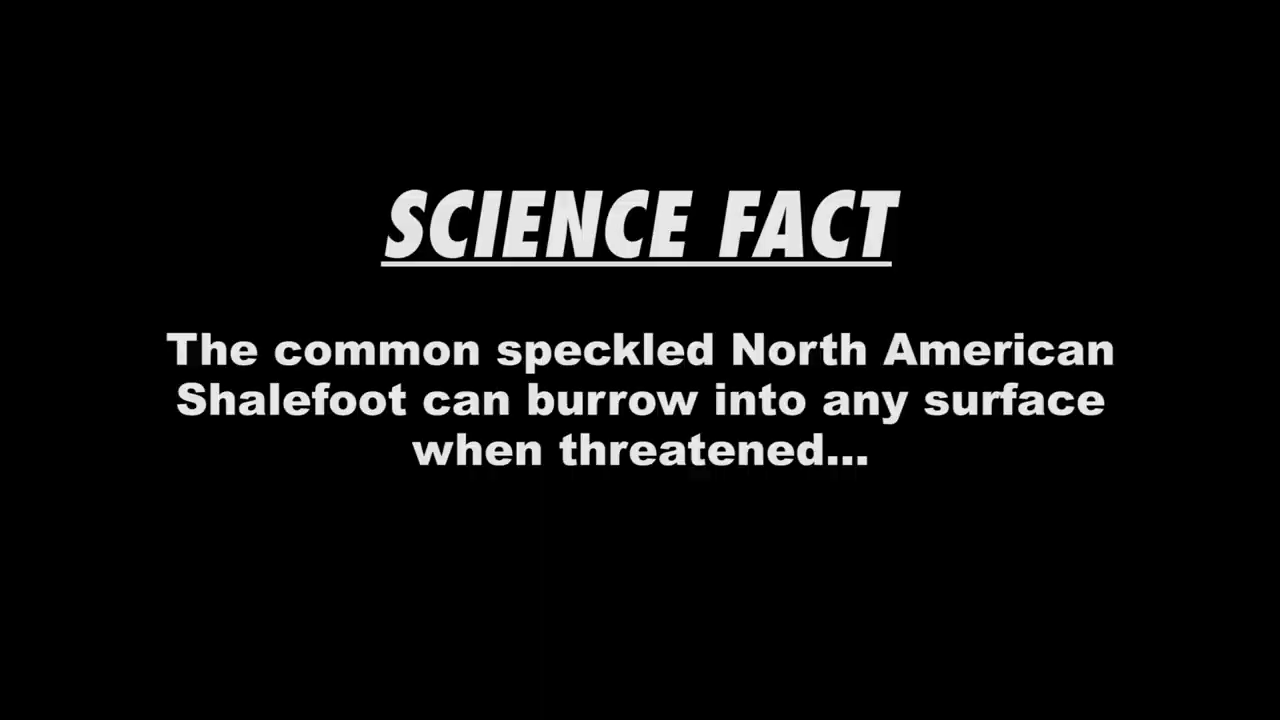 SCIENCE FACT
The common speckled North American
Shalefoot can burrow into any surface
when threatened...